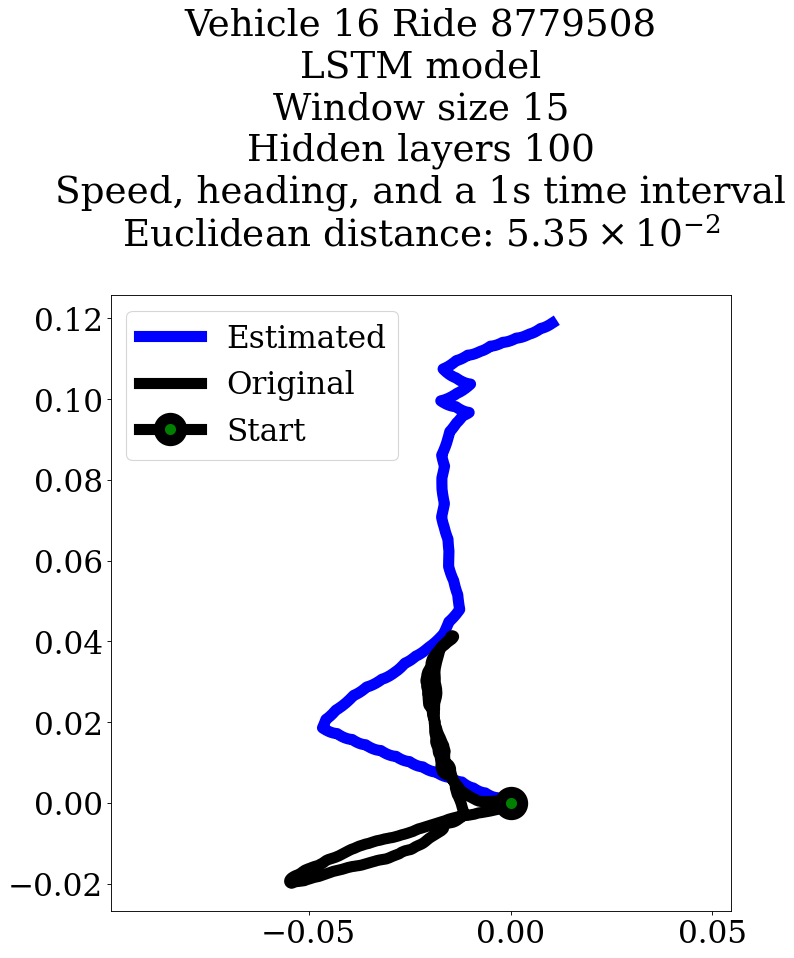 Vehicle 16 Ride 8779508
LSTM model
Window size 15
Hidden layers 100
Speed, heading, and a 1s time interval
Euclidean distance: 5.35 × 10⁻²
Estimated
Original
Start
0.12
0.10
0.08
0.06
0.04
0.02
0.00
−0.02
−0.05
0.00
0.05